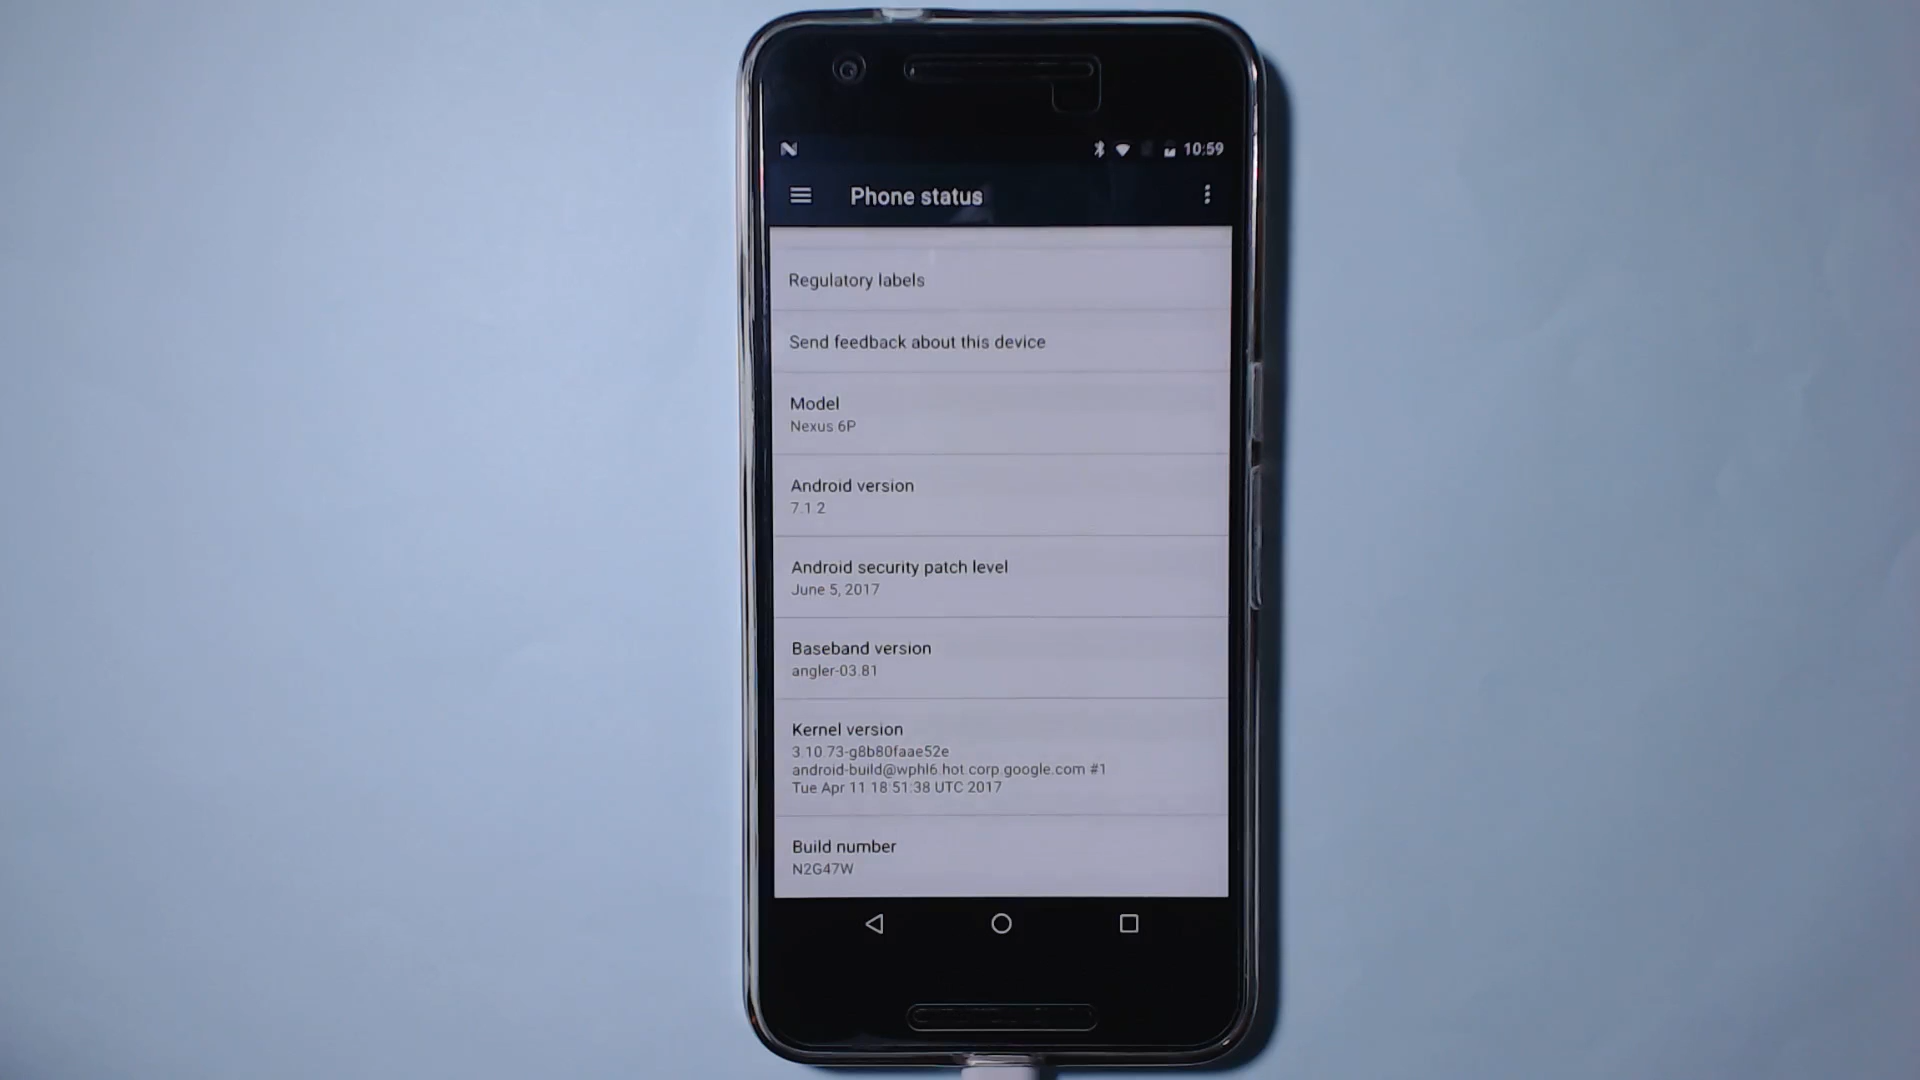 10:59
Phone status
Regulatory labels
Send feedback about this device
Model
Nexus 6P
Android version
7.1.2
Android security patch level
June 5, 2017
Baseband version
angler-03.81
Kernel version
3.10.73-g8b80faae52e
android-build@wphl6.hot.corp.google.com #1
Tue Apr 11 18:51:38 UTC 2017
Build number
N2G47W